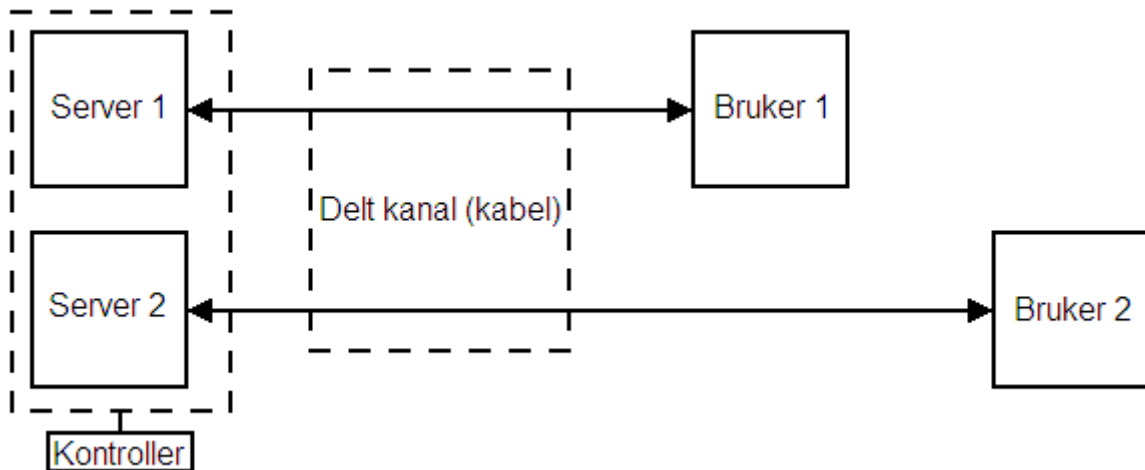 Server 1
Bruker 1
Delt kanal (kabel)
Server 2
Bruker 2
Kontroller